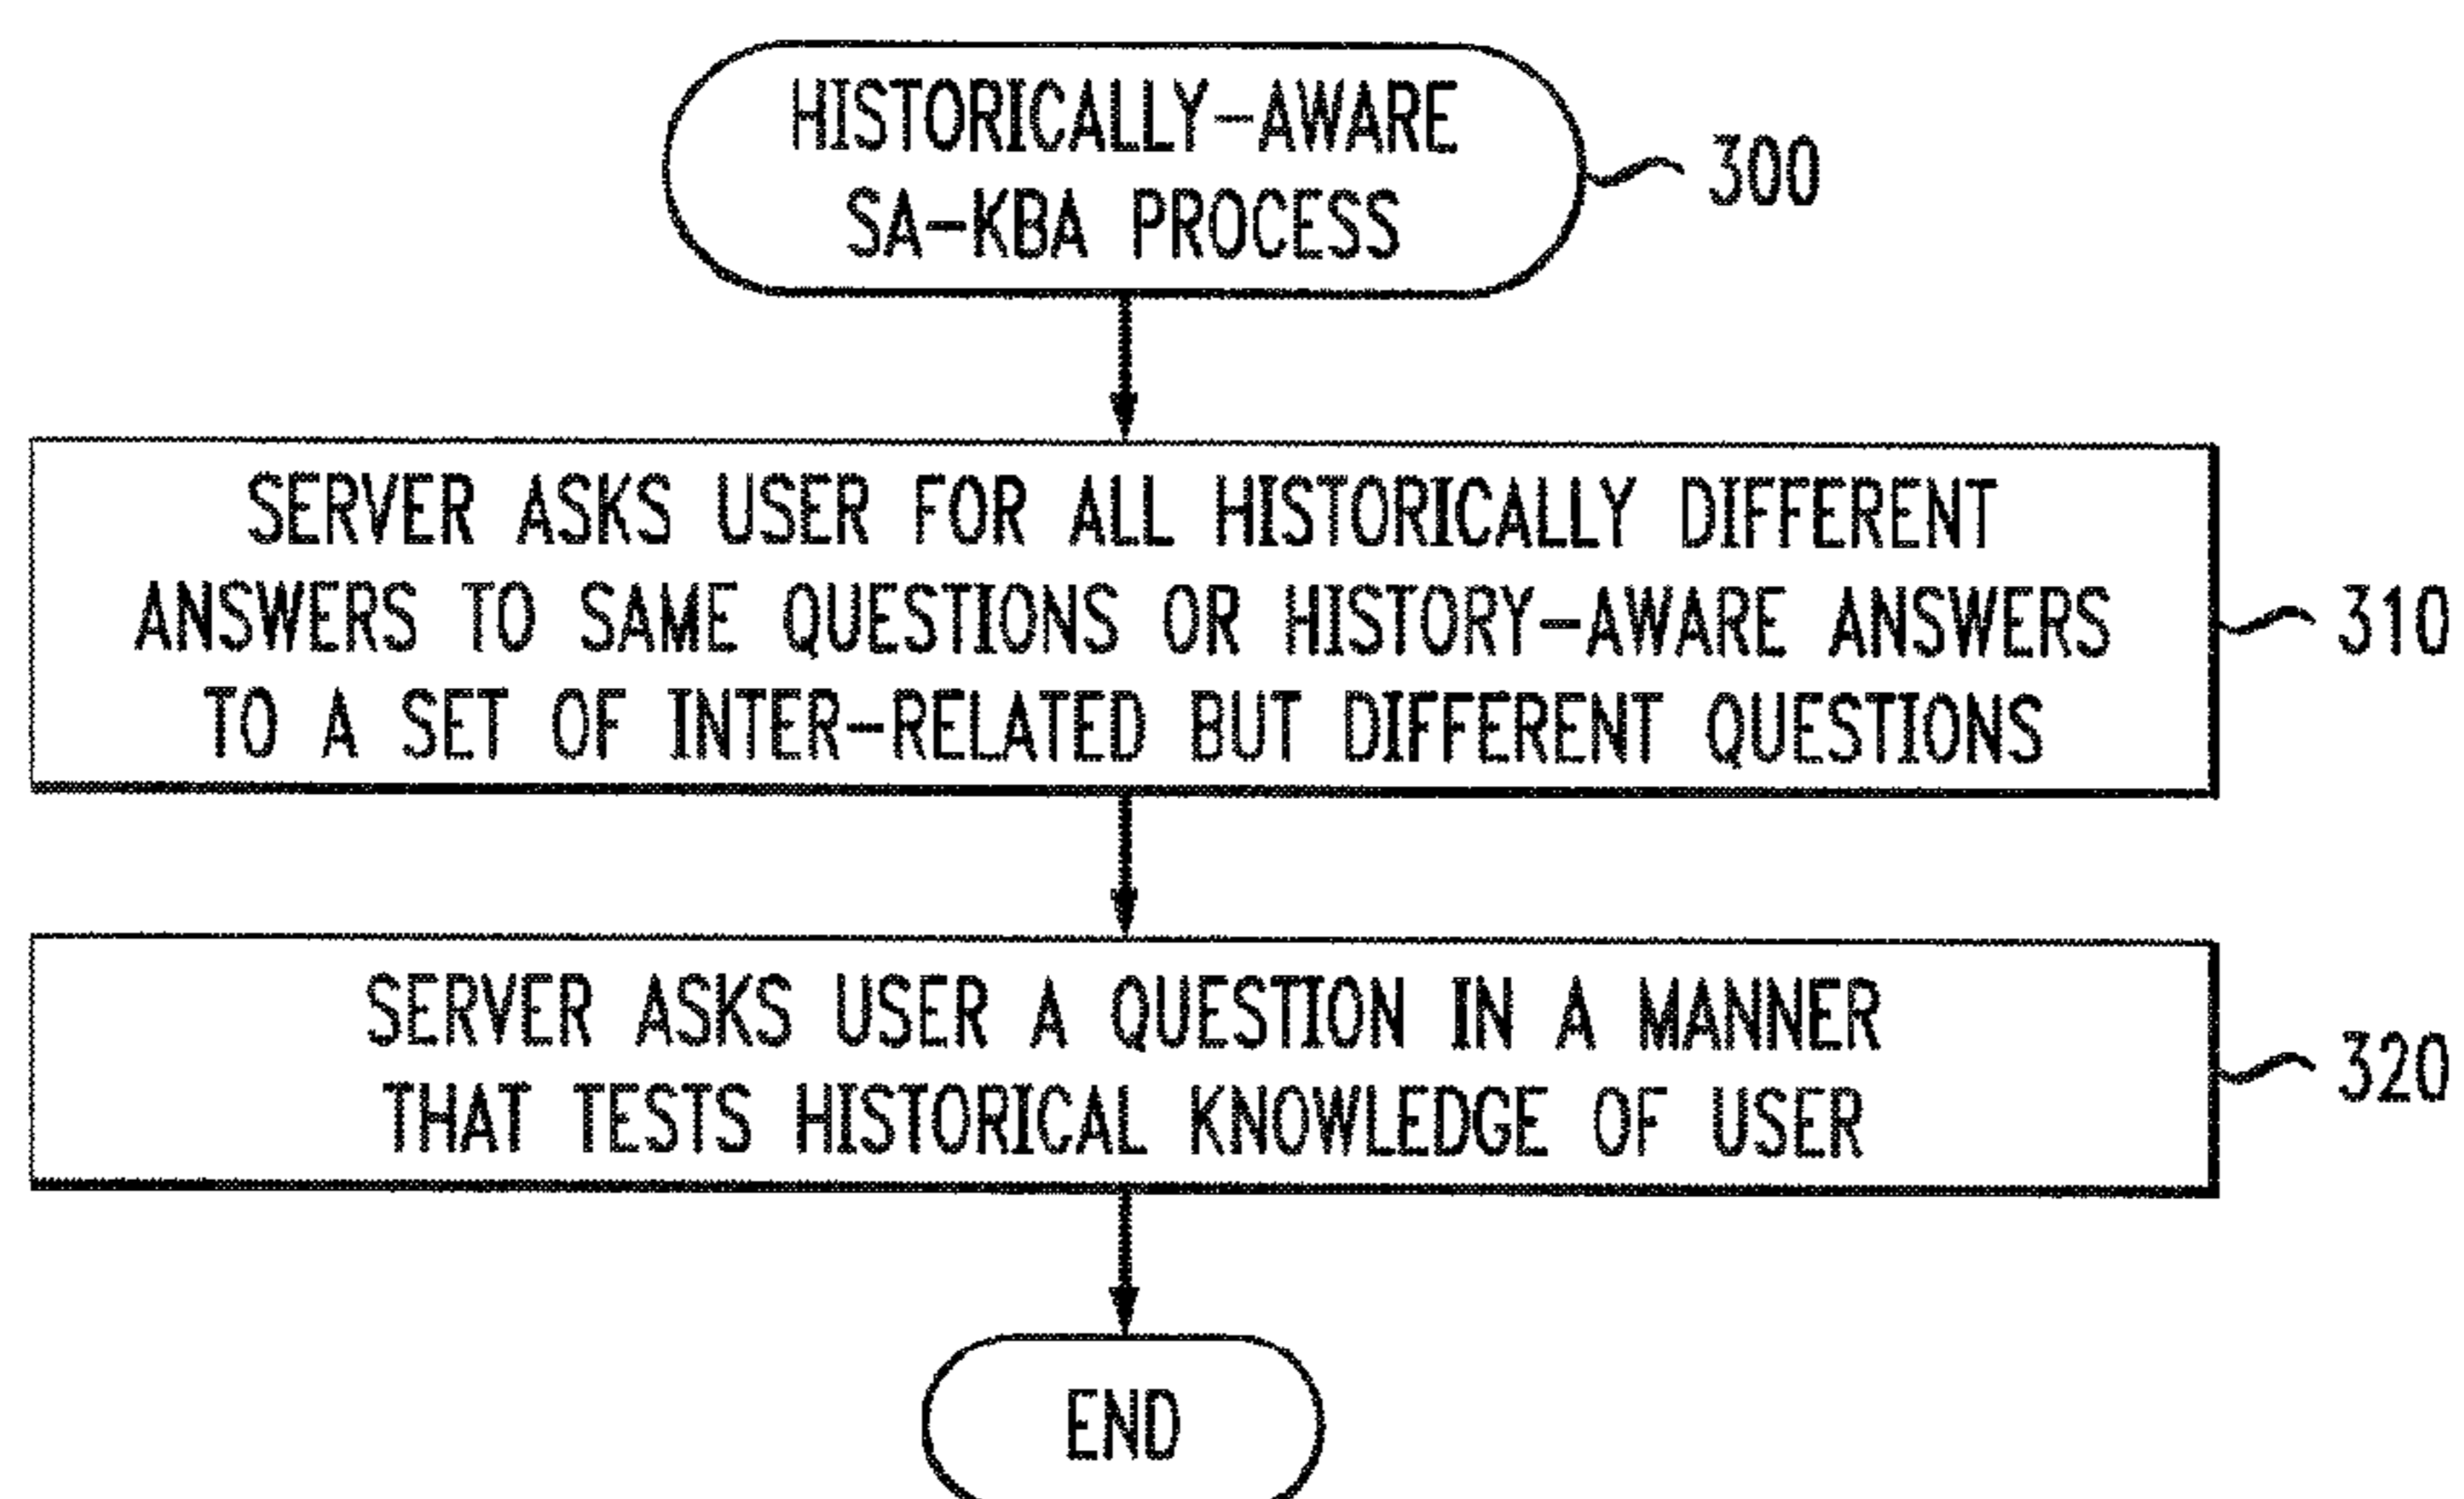 HISTORICALLY-AWARE
SA-KBA PROCESS
300
SERVER ASKS USER FOR ALL HISTORICALLY DIFFERENT
ANSWERS TO SAME QUESTIONS OR HISTORY-AWARE ANSWERS
TO A SET OF INTER-RELATED BUT DIFFERENT QUESTIONS
310
SERVER ASKS USER A QUESTION IN A MANNER
THAT TESTS HISTORICAL KNOWLEDGE OF USER
320
END